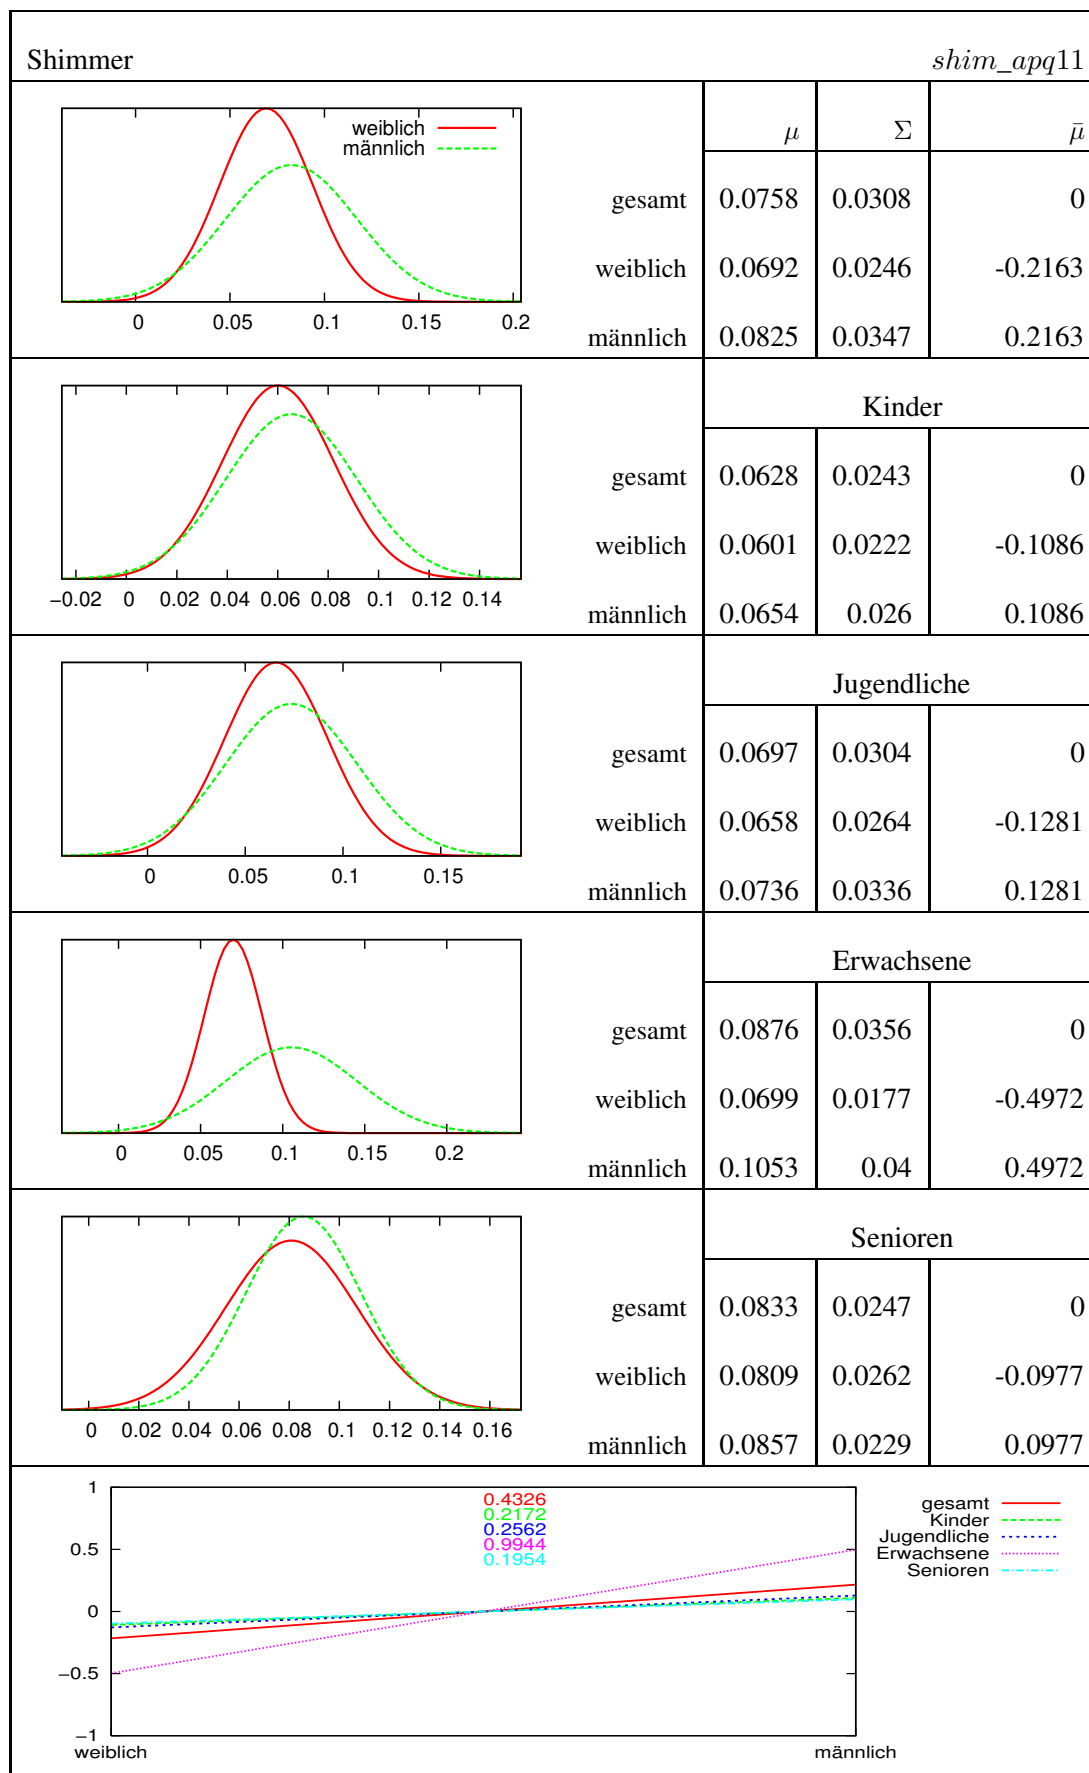 Shimmer shim_apq11
weiblich
männlich
0 0.05 0.1 0.15 0.2
μ Σ μ̄
gesamt 0.0758 0.0308 0
weiblich 0.0692 0.0246 -0.2163
männlich 0.0825 0.0347 0.2163
−0.02 0 0.02 0.04 0.06 0.08 0.1 0.12 0.14
Kinder
gesamt 0.0628 0.0243 0
weiblich 0.0601 0.0222 -0.1086
männlich 0.0654 0.026 0.1086
0 0.05 0.1 0.15
Jugendliche
gesamt 0.0697 0.0304 0
weiblich 0.0658 0.0264 -0.1281
männlich 0.0736 0.0336 0.1281
0 0.05 0.1 0.15 0.2
Erwachsene
gesamt 0.0876 0.0356 0
weiblich 0.0699 0.0177 -0.4972
männlich 0.1053 0.04 0.4972
0 0.02 0.04 0.06 0.08 0.1 0.12 0.14 0.16
Senioren
gesamt 0.0833 0.0247 0
weiblich 0.0809 0.0262 -0.0977
männlich 0.0857 0.0229 0.0977
1
0.5
0
−0.5
−1
weiblich männlich
0.4326
0.2172
0.2562
0.9944
0.1954
gesamt
Kinder
Jugendliche
Erwachsene
Senioren